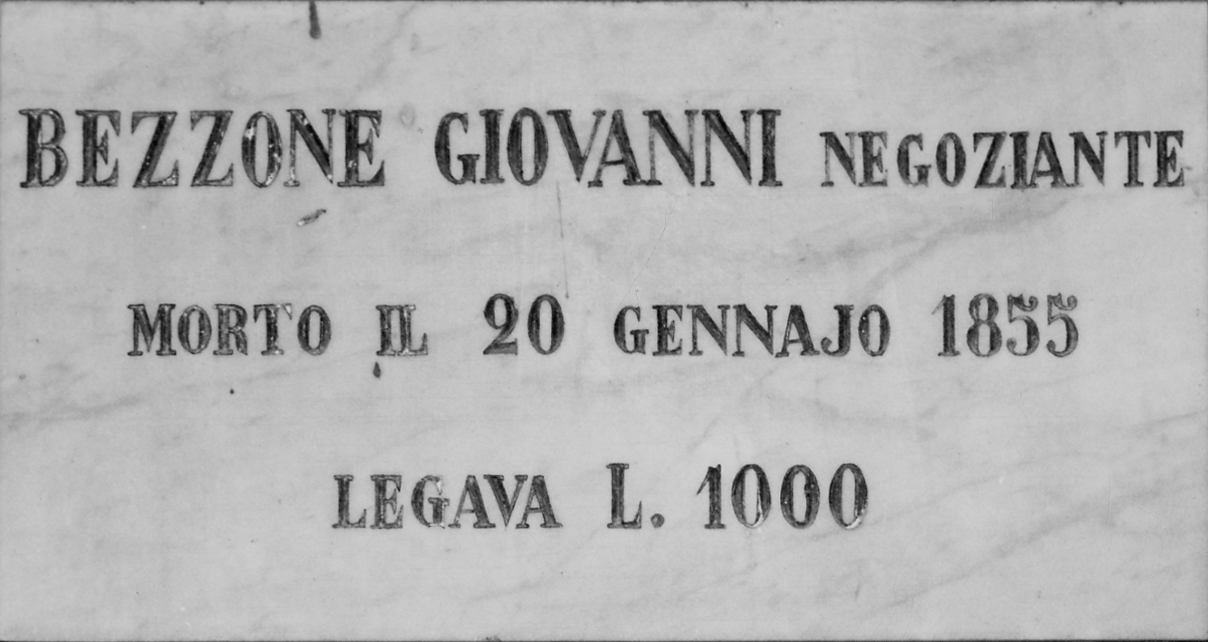 BEZZONE GIOVANNI NEGOZIANTE
MORTO IL 20 GENNAJO 1855
LEGAVA L. 1000